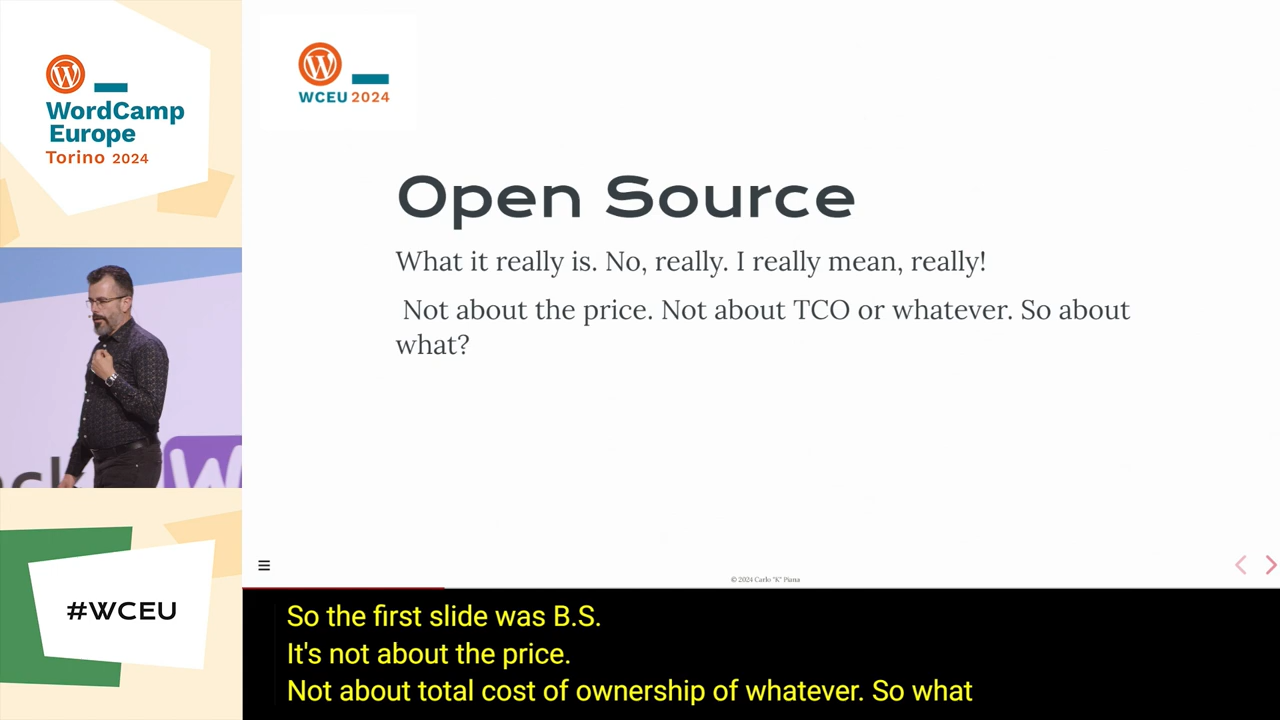 WordCamp
Europe
Torino 2024
WCEU 2024
Open Source
What it really is. No, really. I really mean, really!
Not about the price. Not about TCO or whatever. So about
what?
© 2024 Carlo "K" Piana
#WCEU
So the first slide was B.S.
It's not about the price.
Not about total cost of ownership of whatever. So what